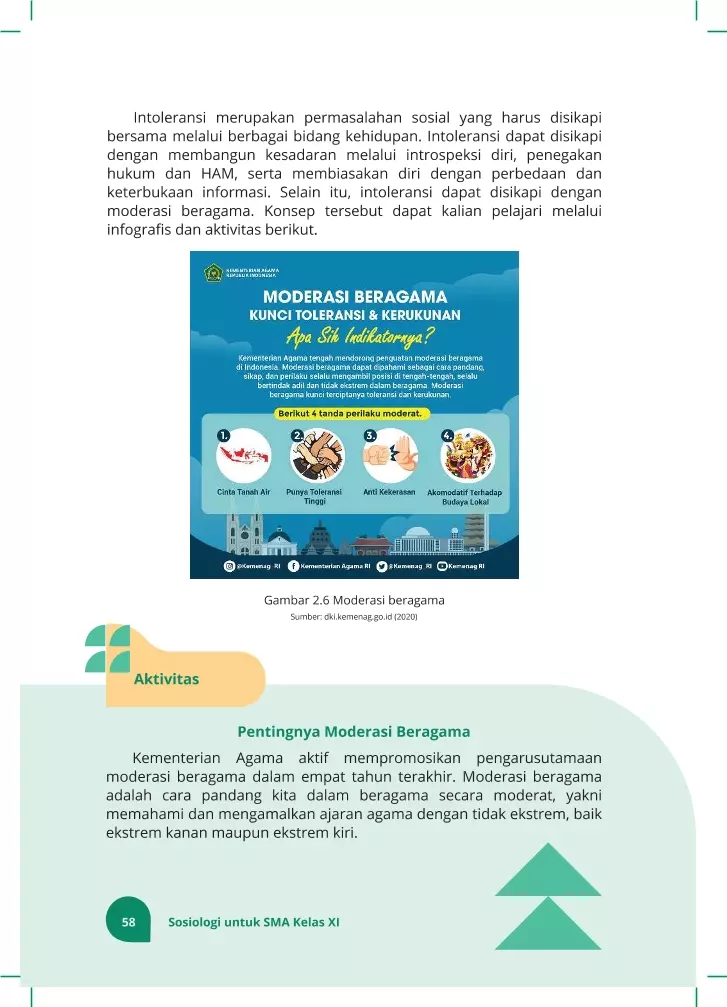 Intoleransi merupakan permasalahan sosial yang harus disikapi
bersama melalui berbagai bidang kehidupan. Intoleransi dapat disikapi
dengan membangun kesadaran melalui introspeksi diri, penegakan
hukum dan HAM, serta membiasakan diri dengan perbedaan dan
keterbukaan informasi. Selain itu, intoleransi dapat disikapi dengan
moderasi beragama. Konsep tersebut dapat kalian pelajari melalui
infografis dan aktivitas berikut.
KEMENTERIAN AGAMA
REPUBLIK INDONESIA
MODERASI BERAGAMA
KUNCI TOLERANSI & KERUKUNAN
Apa Sih Indikatornya?
Kementerian Agama tengah mendorong penguatan moderasi beragama
di Indonesia. Moderasi beragama dapat dipahami sebagai cara pandang,
sikap, dan perilaku selalu mengambil posisi di tengah-tengah, selalu
bertindak adil dan tidak ekstrem dalam beragama. Moderasi
beragama kunci terciptanya toleransi dan kerukunan.
Berikut 4 tanda perilaku moderat.
1. 2. 3. 4.
Cinta Tanah Air Punya Toleransi Anti Kekerasan Akomodatif Terhadap
Tinggi Budaya Lokal
@Kemenag_RI Kementerian Agama RI @Kemenag_RI Kemenag RI
Gambar 2.6 Moderasi beragama
Sumber: dki.kemenag.go.id (2020)
Aktivitas
Pentingnya Moderasi Beragama
Kementerian Agama aktif mempromosikan pengarusutamaan
moderasi beragama dalam empat tahun terakhir. Moderasi beragama
adalah cara pandang kita dalam beragama secara moderat, yakni
memahami dan mengamalkan ajaran agama dengan tidak ekstrem, baik
ekstrem kanan maupun ekstrem kiri.
58 Sosiologi untuk SMA Kelas XI